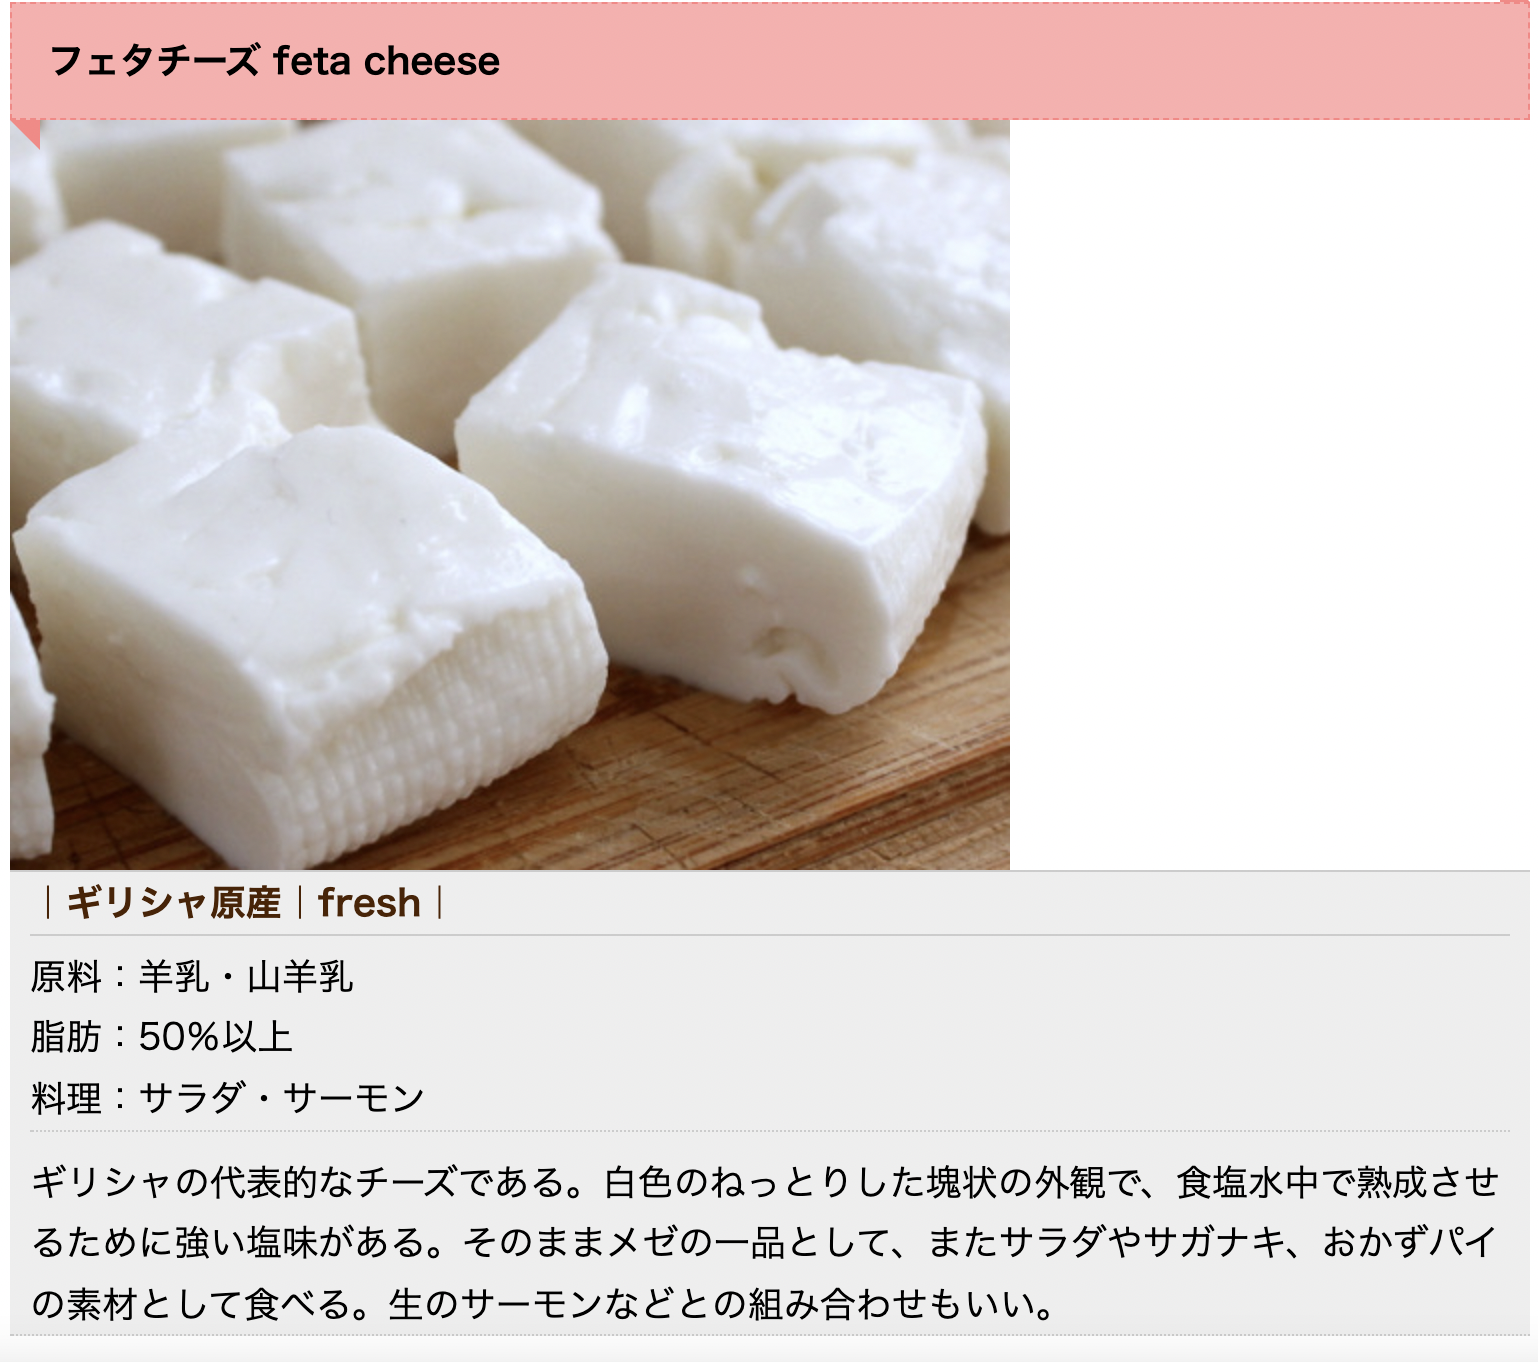 フェタチーズ feta cheese
｜ギリシャ原産｜fresh｜
原料：羊乳・山羊乳
脂肪：50%以上
料理：サラダ・サーモン
ギリシャの代表的なチーズである。白色のねっとりした塊状の外観で、食塩水中で熟成させ
るために強い塩味がある。そのままメゼの一品として、またサラダやサガナキ、おかずパイ
の素材として食べる。生のサーモンなどとの組み合わせもいい。